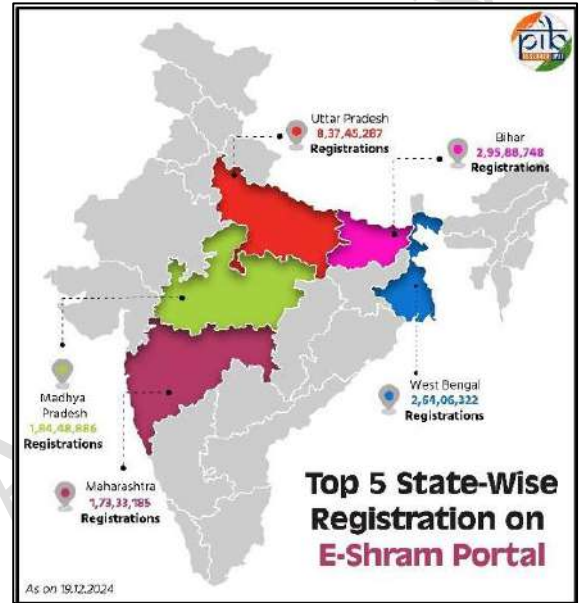 pib
Uttar Pradesh
8,37,45,287
Registrations
Bihar
2,95,88,748
Registrations
Madhya
Pradesh
1,84,48,886
Registrations
West Bengal
2,64,06,322
Registrations
Maharashtra
1,73,33,185
Registrations
Top 5 State-Wise
Registration on
E-Shram Portal
As on 19.12.2024